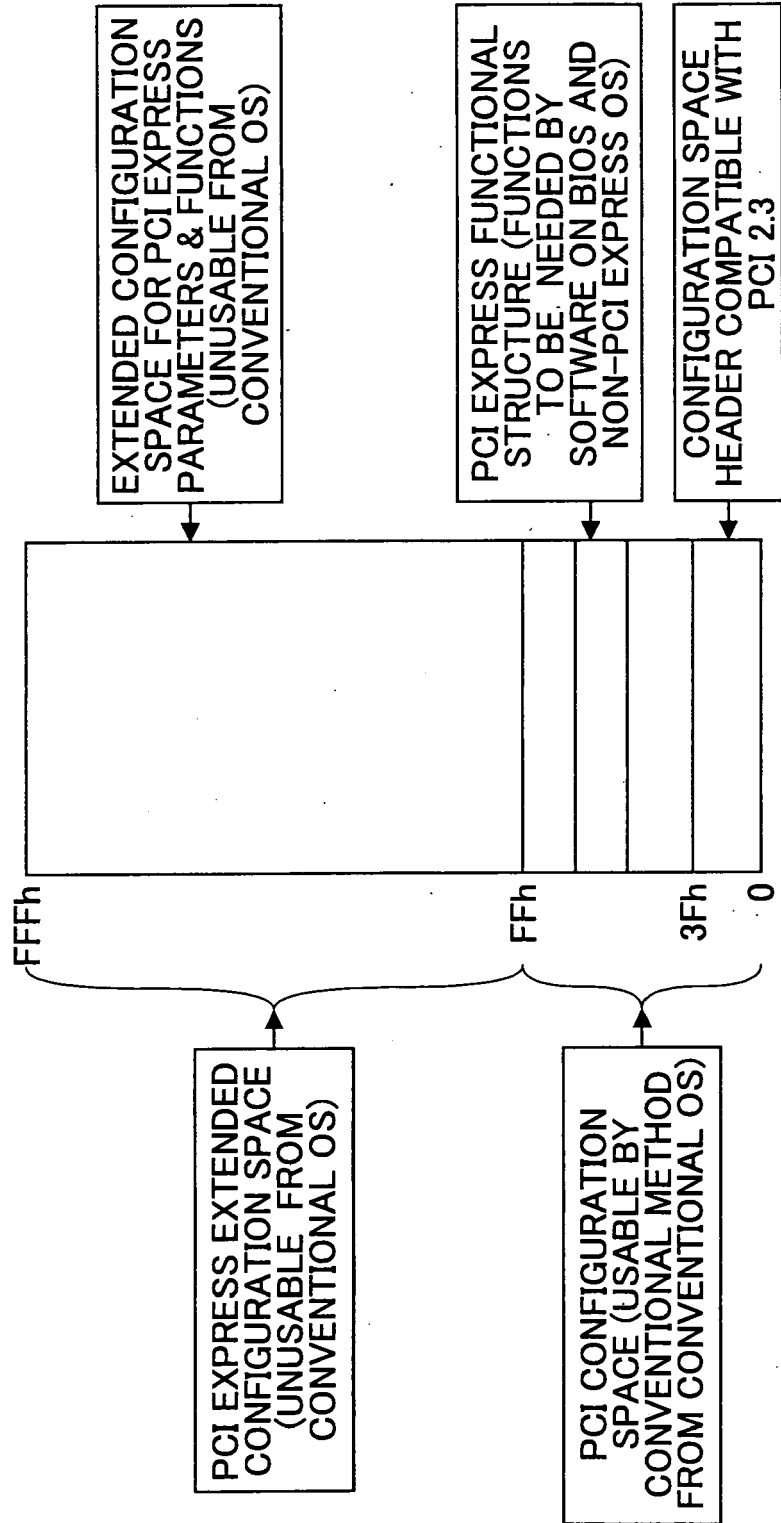 PCI EXPRESS EXTENDED
CONFIGURATION SPACE
(UNUSABLE FROM
CONVENTIONAL OS)
PCI CONFIGURATION
SPACE (USABLE BY
CONVENTIONAL METHOD
FROM CONVENTIONAL OS)
FFFh
FFh
3Fh
0
EXTENDED CONFIGURATION
SPACE FOR PCI EXPRESS
PARAMETERS & FUNCTIONS
(UNUSABLE FROM
CONVENTIONAL OS)
PCI EXPRESS FUNCTIONAL
STRUCTURE (FUNCTIONS
TO BE. NEEDED BY
SOFTWARE ON BIOS AND
NON-PCI EXPRESS OS)
CONFIGURATION SPACE
HEADER COMPATIBLE WITH
PCI 2.3